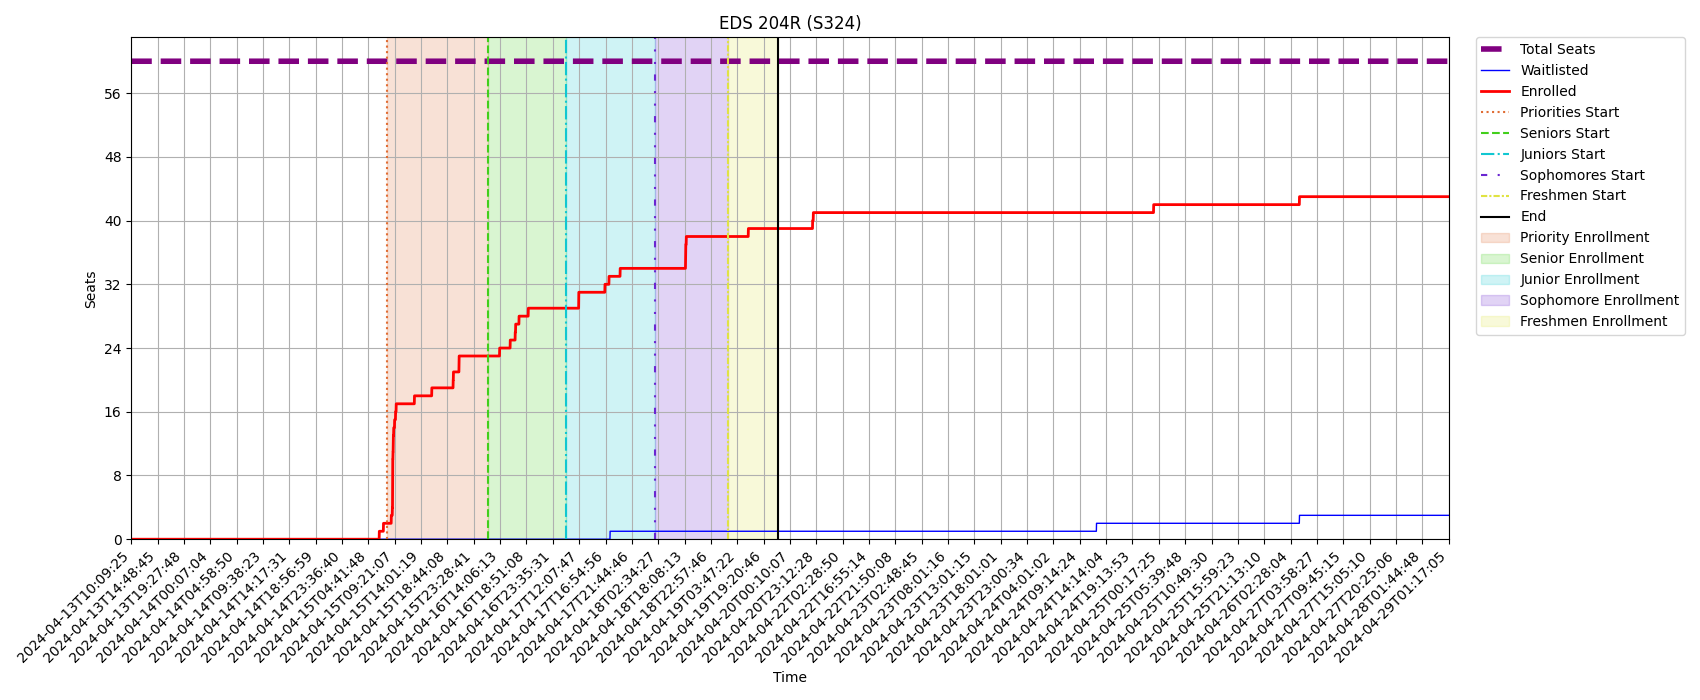 EDS 204R (S324)
Total Seats
Waitlisted
Enrolled
Priorities Start
Seniors Start
Juniors Start
Sophomores Start
Freshmen Start
End
Priority Enrollment
Senior Enrollment
Junior Enrollment
Sophomore Enrollment
Freshmen Enrollment
Seats
56
48
40
32
24
16
8
0
2024-04-13T10:09:25
2024-04-13T14:48:45
2024-04-13T19:27:48
2024-04-14T00:07:04
2024-04-14T04:58:50
2024-04-14T09:38:23
2024-04-14T14:17:31
2024-04-14T18:56:59
2024-04-14T23:36:40
2024-04-15T04:41:48
2024-04-15T09:21:07
2024-04-15T14:01:19
2024-04-15T18:44:08
2024-04-15T23:28:41
2024-04-16T14:06:13
2024-04-16T18:51:08
2024-04-16T23:35:31
2024-04-17T12:07:47
2024-04-17T16:54:56
2024-04-17T21:44:46
2024-04-18T02:34:27
2024-04-18T18:08:13
2024-04-18T22:57:46
2024-04-19T03:47:22
2024-04-19T19:20:46
2024-04-20T00:10:07
2024-04-20T23:12:28
2024-04-22T02:28:50
2024-04-22T16:55:14
2024-04-22T21:50:08
2024-04-23T02:48:45
2024-04-23T08:01:16
2024-04-23T13:01:15
2024-04-23T18:01:01
2024-04-23T23:00:34
2024-04-24T04:01:02
2024-04-24T09:14:24
2024-04-24T14:14:04
2024-04-24T19:13:53
2024-04-25T00:17:25
2024-04-25T05:39:48
2024-04-25T10:49:30
2024-04-25T15:59:23
2024-04-25T21:13:10
2024-04-26T02:28:04
2024-04-27T03:58:27
2024-04-27T09:45:15
2024-04-27T15:05:10
2024-04-27T20:25:06
2024-04-28T01:44:48
2024-04-29T01:17:05
Time